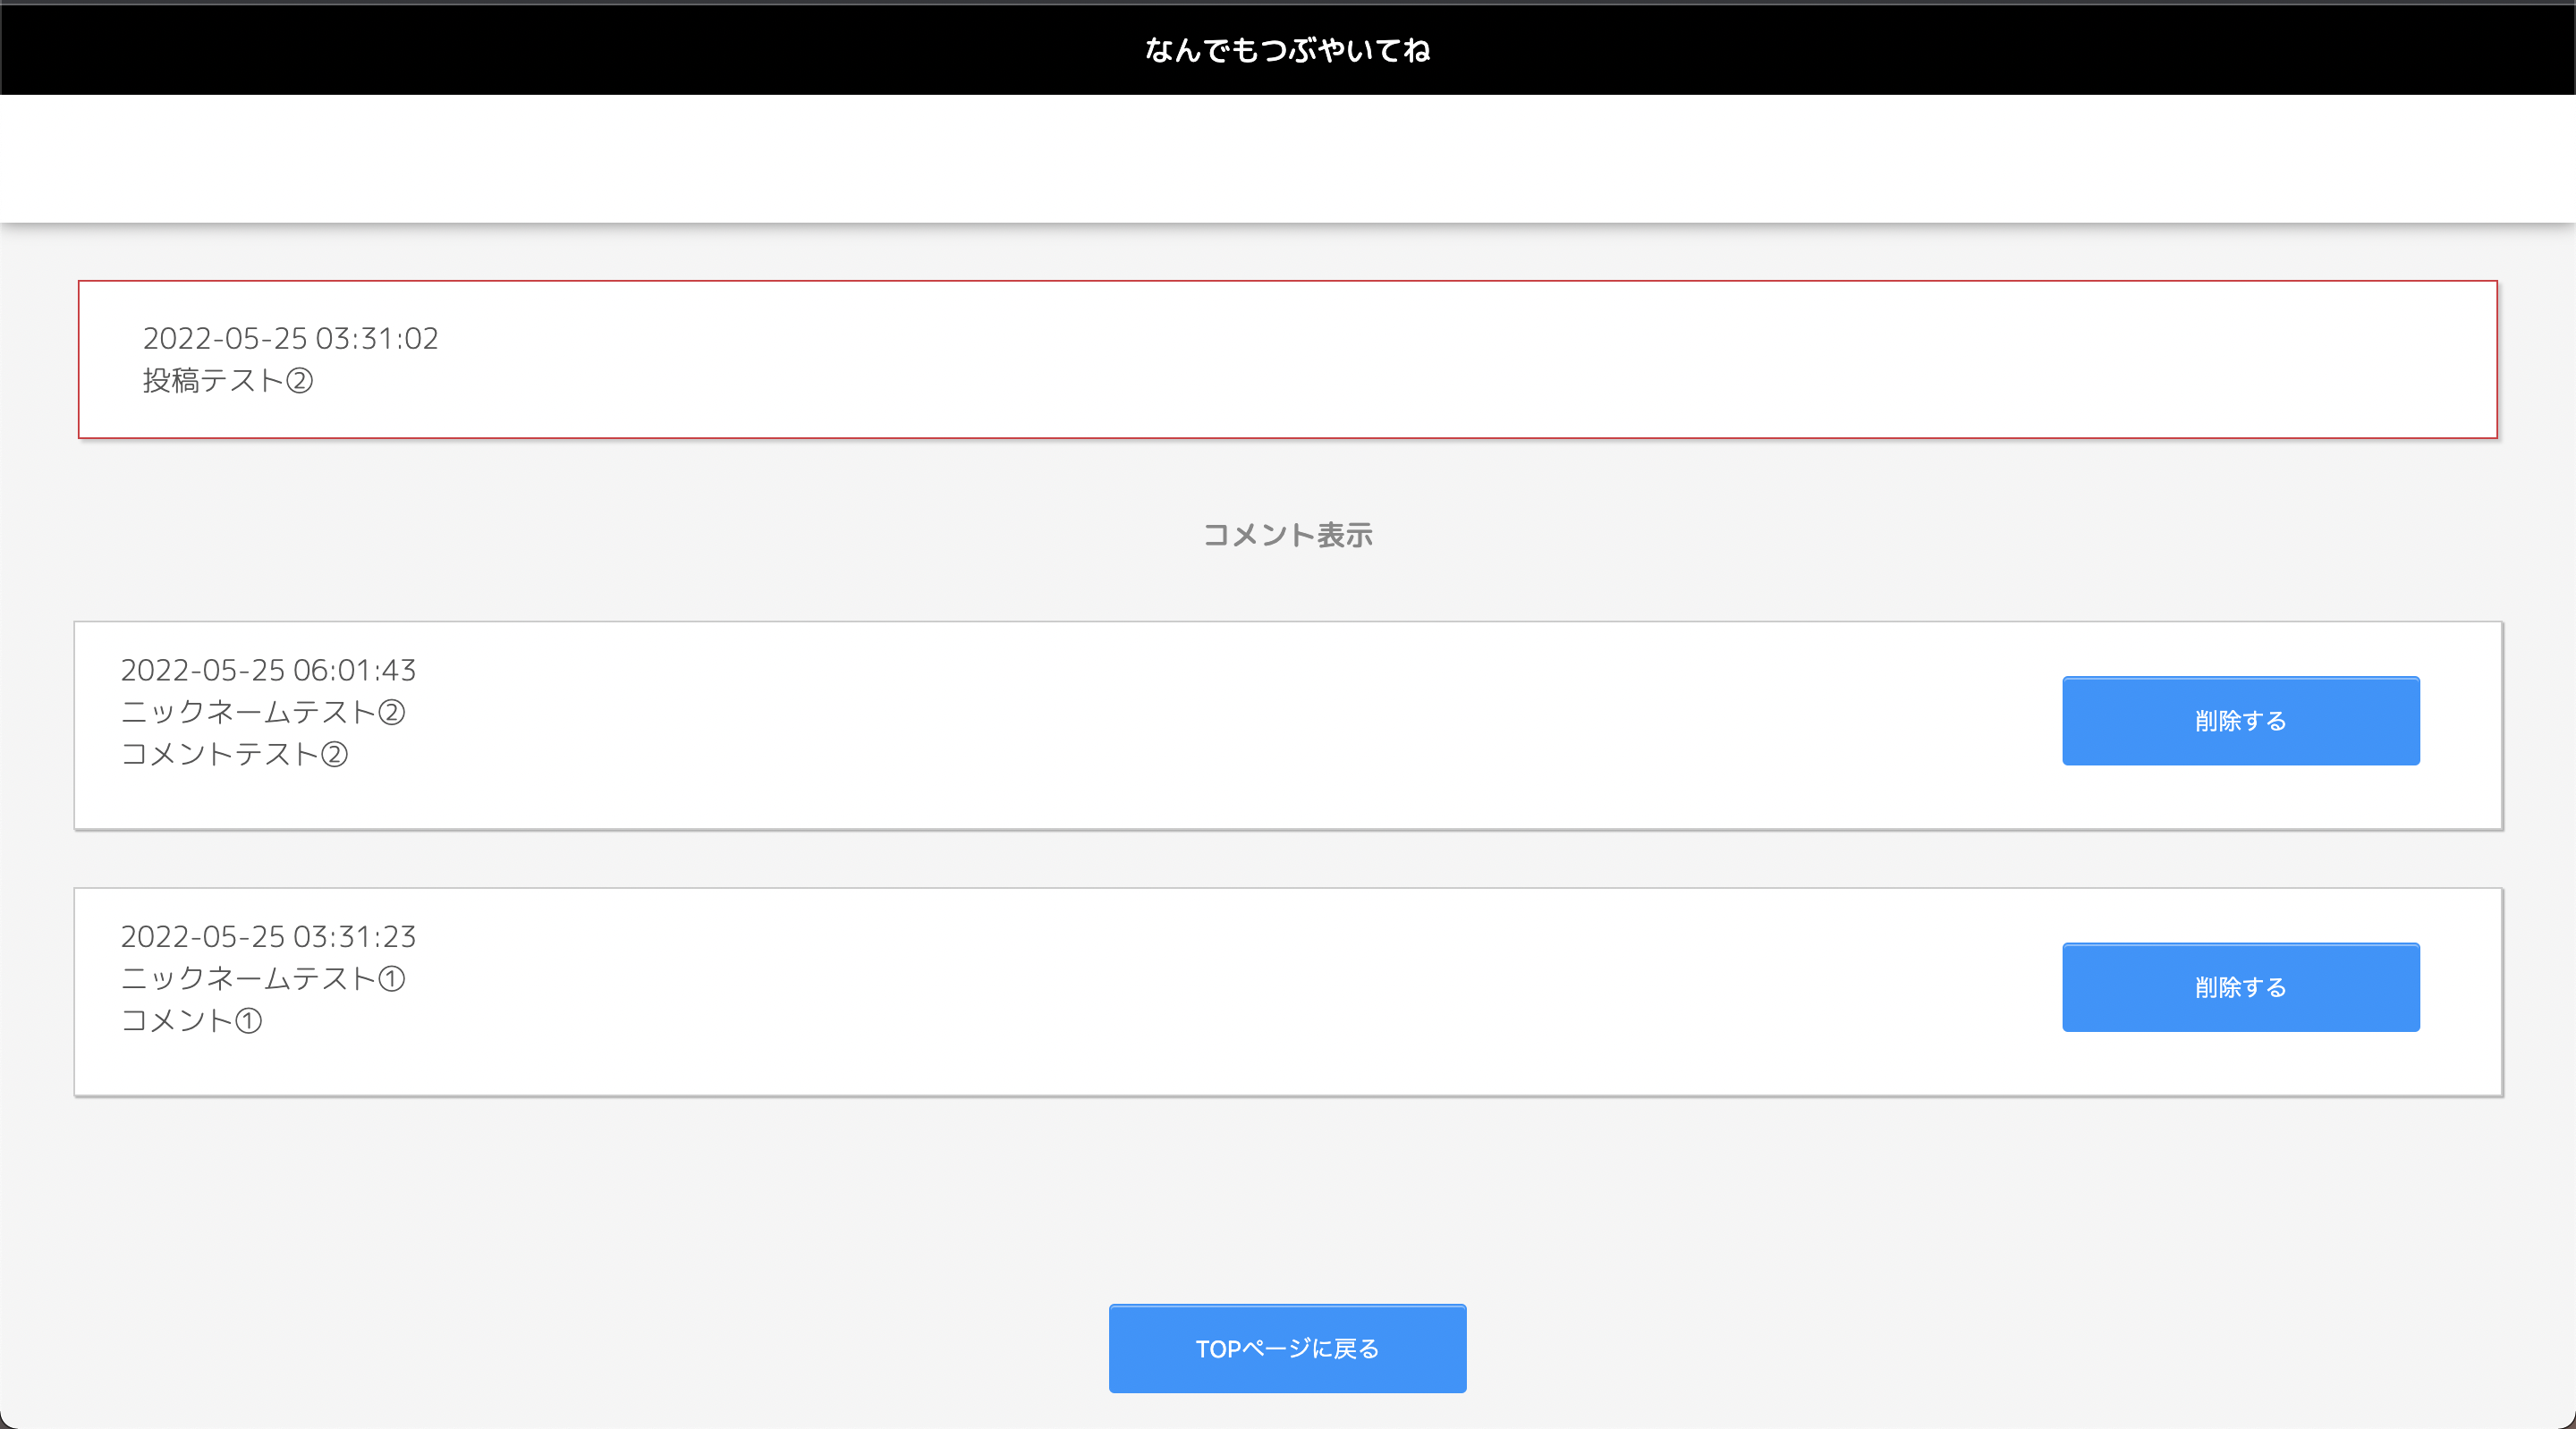 なんでもつぶやいてね
2022-05-25 03:31:02
投稿テスト②
コメント表示
2022-05-25 06:01:43
ニックネームテスト②
コメントテスト②
削除する
2022-05-25 03:31:23
ニックネームテスト①
コメント①
削除する
TOPページに戻る